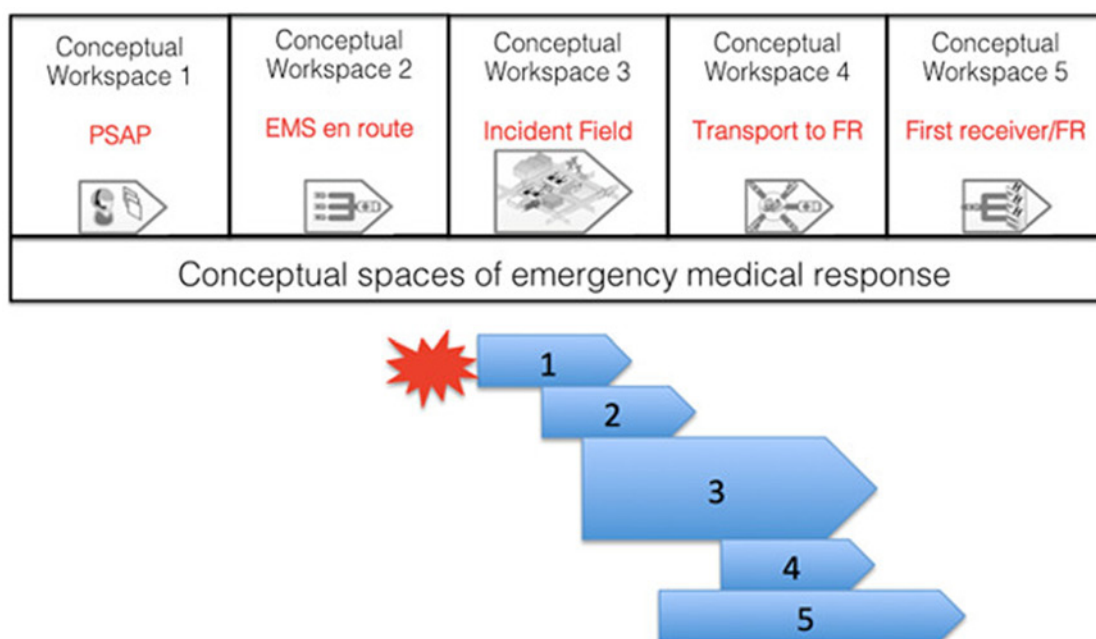 Conceptual
Workspace 1
PSAP
Conceptual
Workspace 2
EMS en route
Conceptual
Workspace 3
Incident Field
Conceptual
Workspace 4
Transport to FR
Conceptual
Workspace 5
First receiver/FR
Conceptual spaces of emergency medical response
1
2
3
4
5